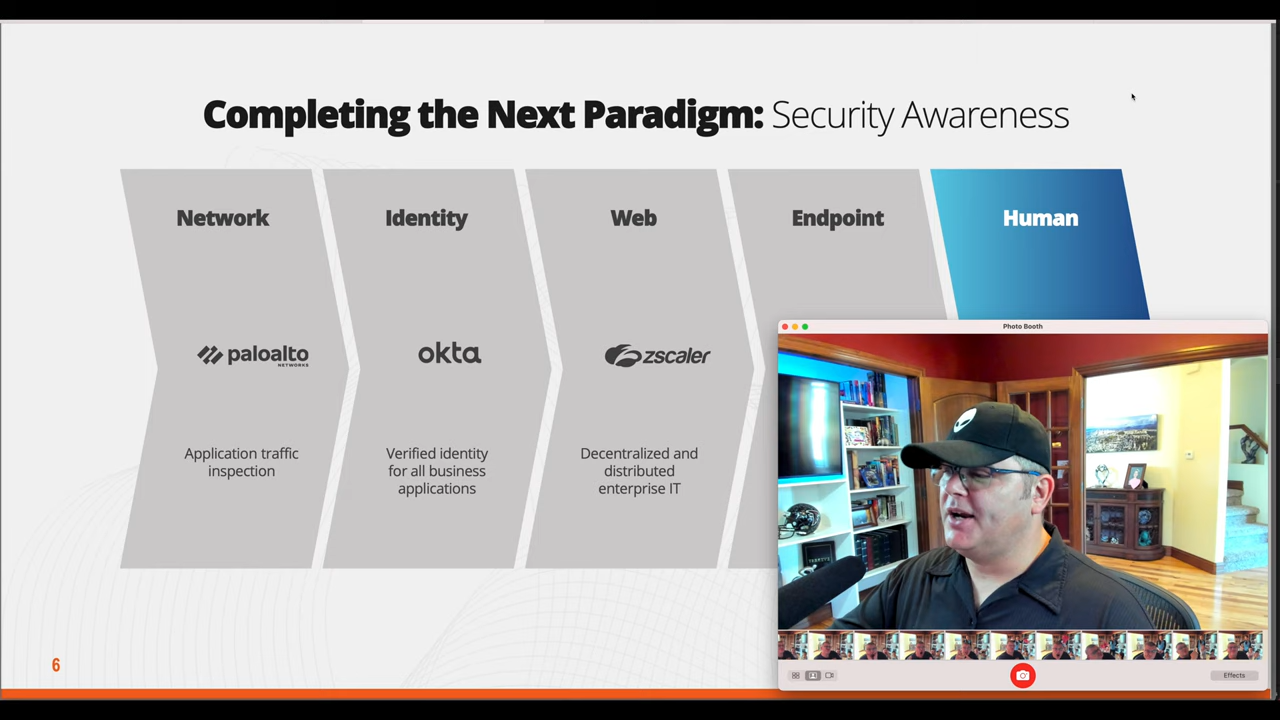 Completing the Next Paradigm: Security Awareness
Network
Identity
Web
Endpoint
Human
paloalto
NETWORKS
okta
zscaler
Application traffic
inspection
Verified identity
for all business
applications
Decentralized and
distributed
enterprise IT
6
Photo Booth
Effects